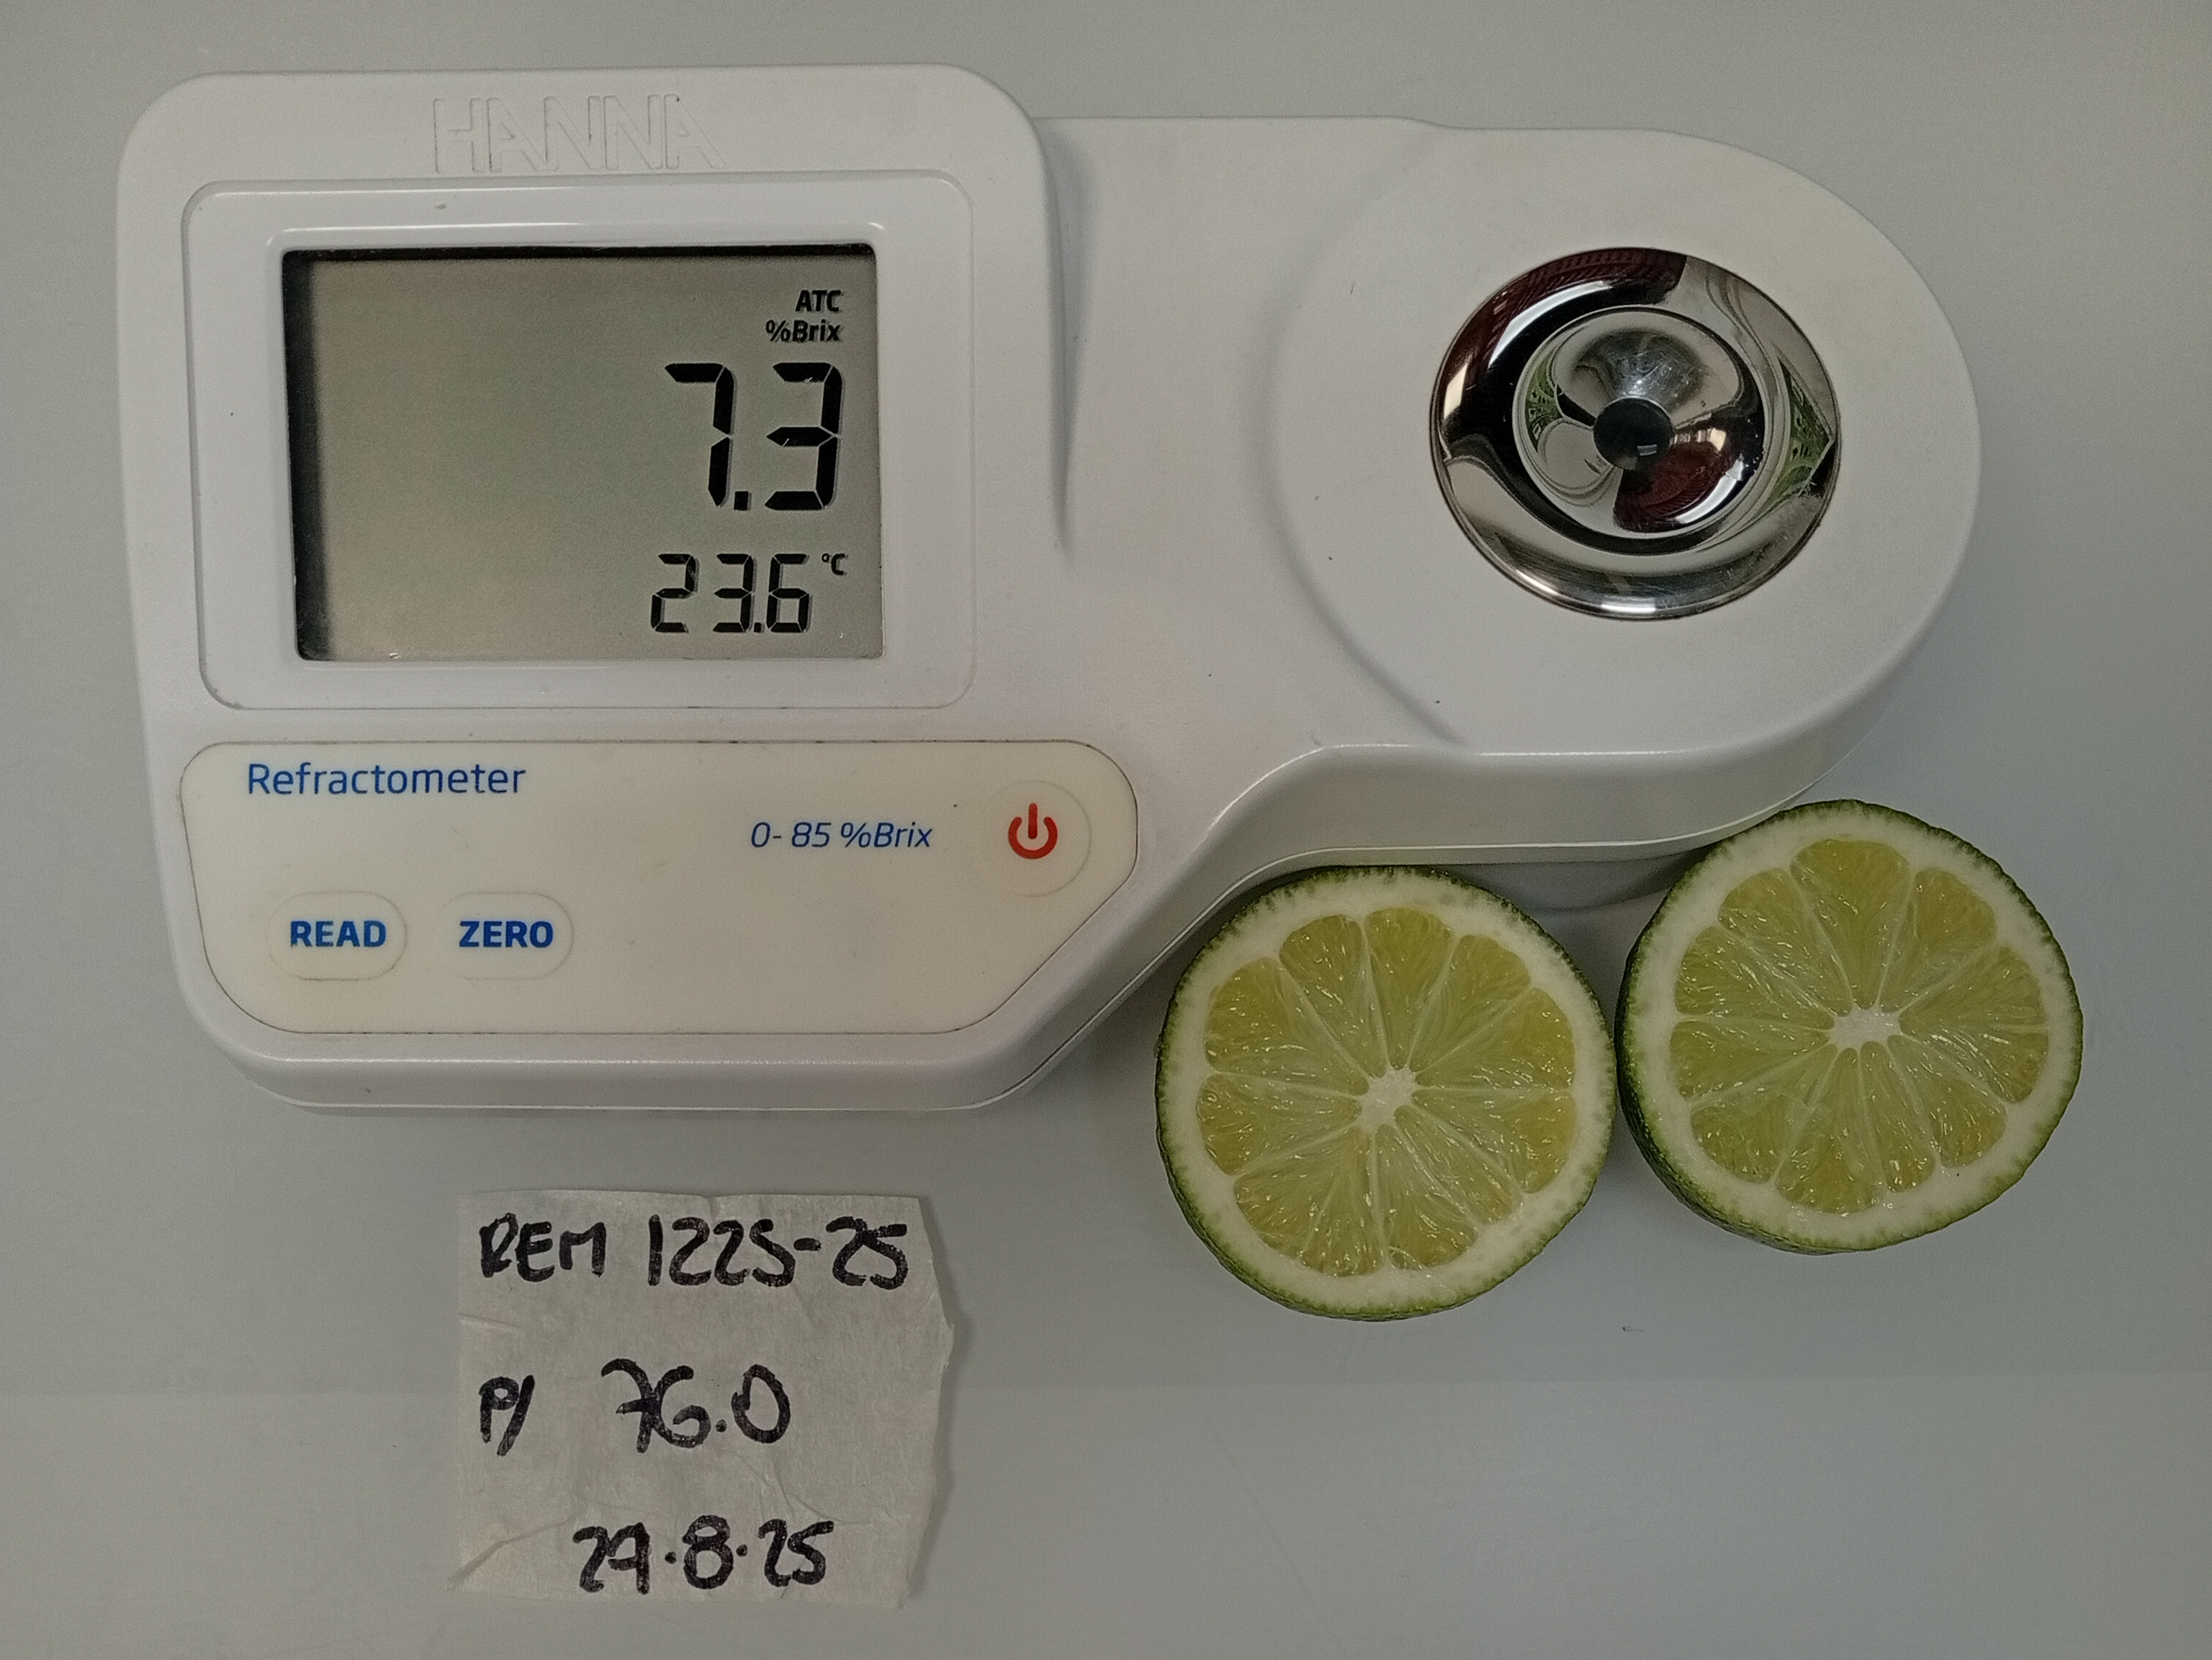 HANNA
ATC
%Brix
7.3
23.6 °C
Refractometer
0- 85 %Brix
READ ZERO
REM 1225-25
P/ 76.0
29.8.25